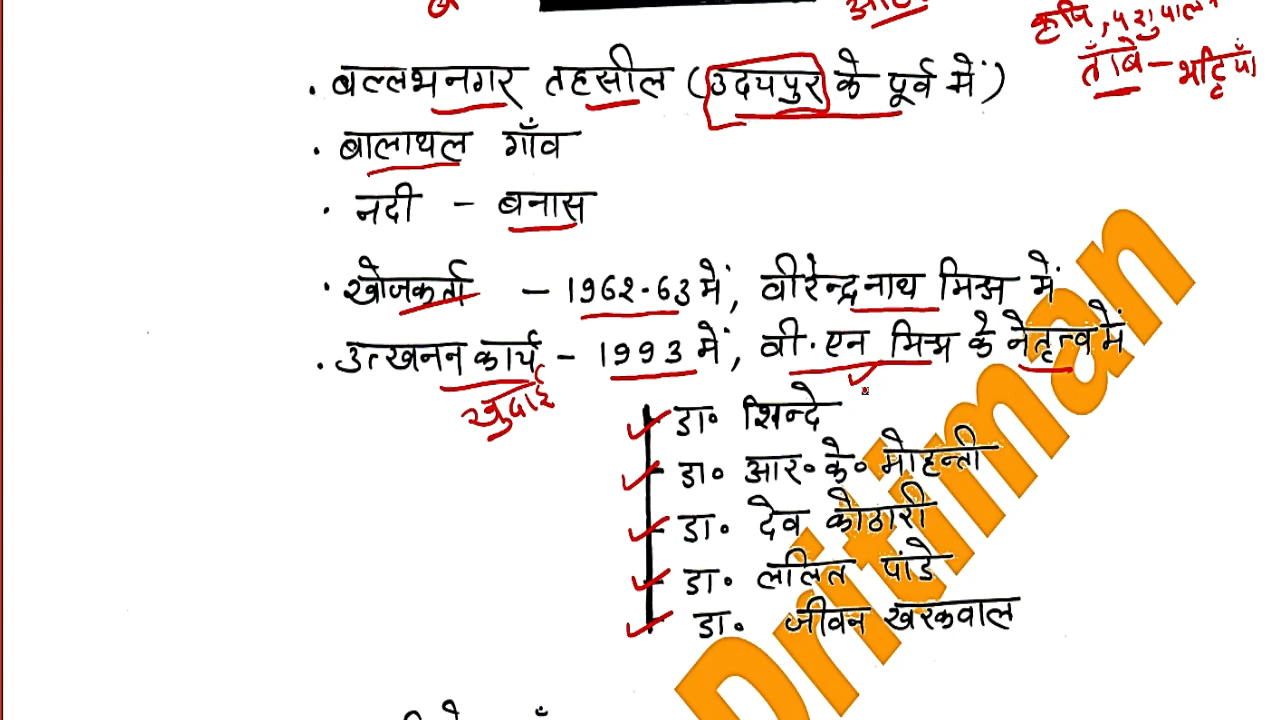 कृषि, पशुपालन
ताँबे - भट्टियाँ
• बल्लभनगर तहसील (उदयपुर के पूर्व में)
• बालाथल गाँव
• नदी - बनास
• खोजकर्ता - 1962-63 में, वीरेन्द्रनाथ मिश्र में
• उत्खनन कार्य - 1993 में, वी. एन मिश्र के नेतृत्व में
खुदाई
डा॰ शिन्दे
डा॰ आर॰ के॰ मोहन्ती
डा॰ देव कोठारी
डा॰ ललित पांडे
डा॰ जीवन खरकवाल
Dritiman